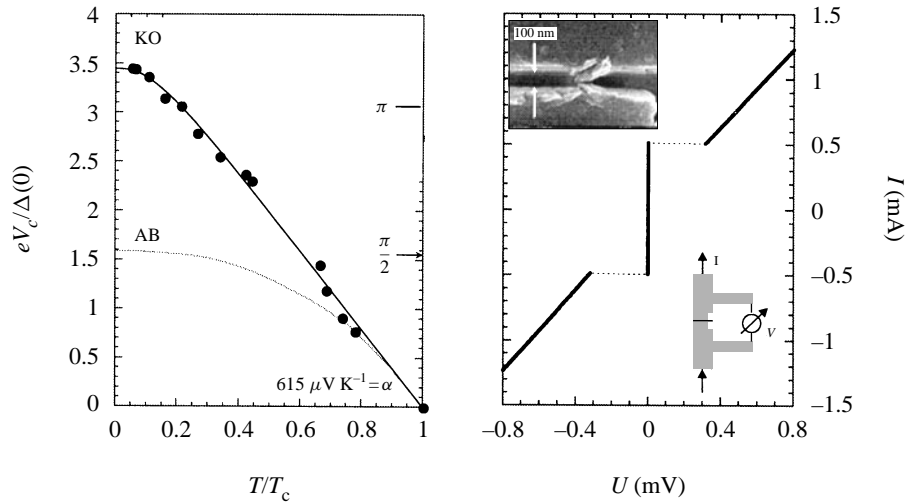 KO
4
3.5
3
2.5
2
1.5
1
0.5
0
eV_c/Δ(0)
AB
π
π/2
615 μV K⁻¹=α
0
0.2
0.4
0.6
0.8
1
T/T_c
100 nm
1.5
1
0.5
0
−0.5
−1
−1.5
I (mA)
I
V
−0.8
−0.4
0
0.4
0.8
U (mV)